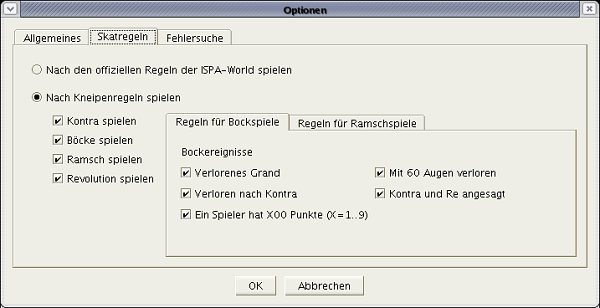 Optionen
Allgemeines Skatregeln Fehlersuche
Nach den offiziellen Regeln der ISPA-World spielen
Nach Kneipenregeln spielen
Kontra spielen
Böcke spielen
Ramsch spielen
Revolution spielen
Regeln für Bockspiele Regeln für Ramschspiele
Bockereignisse
Verlorenes Grand Mit 60 Augen verloren
Verloren nach Kontra Kontra und Re angesagt
Ein Spieler hat X00 Punkte (X=1..9)
OK Abbrechen